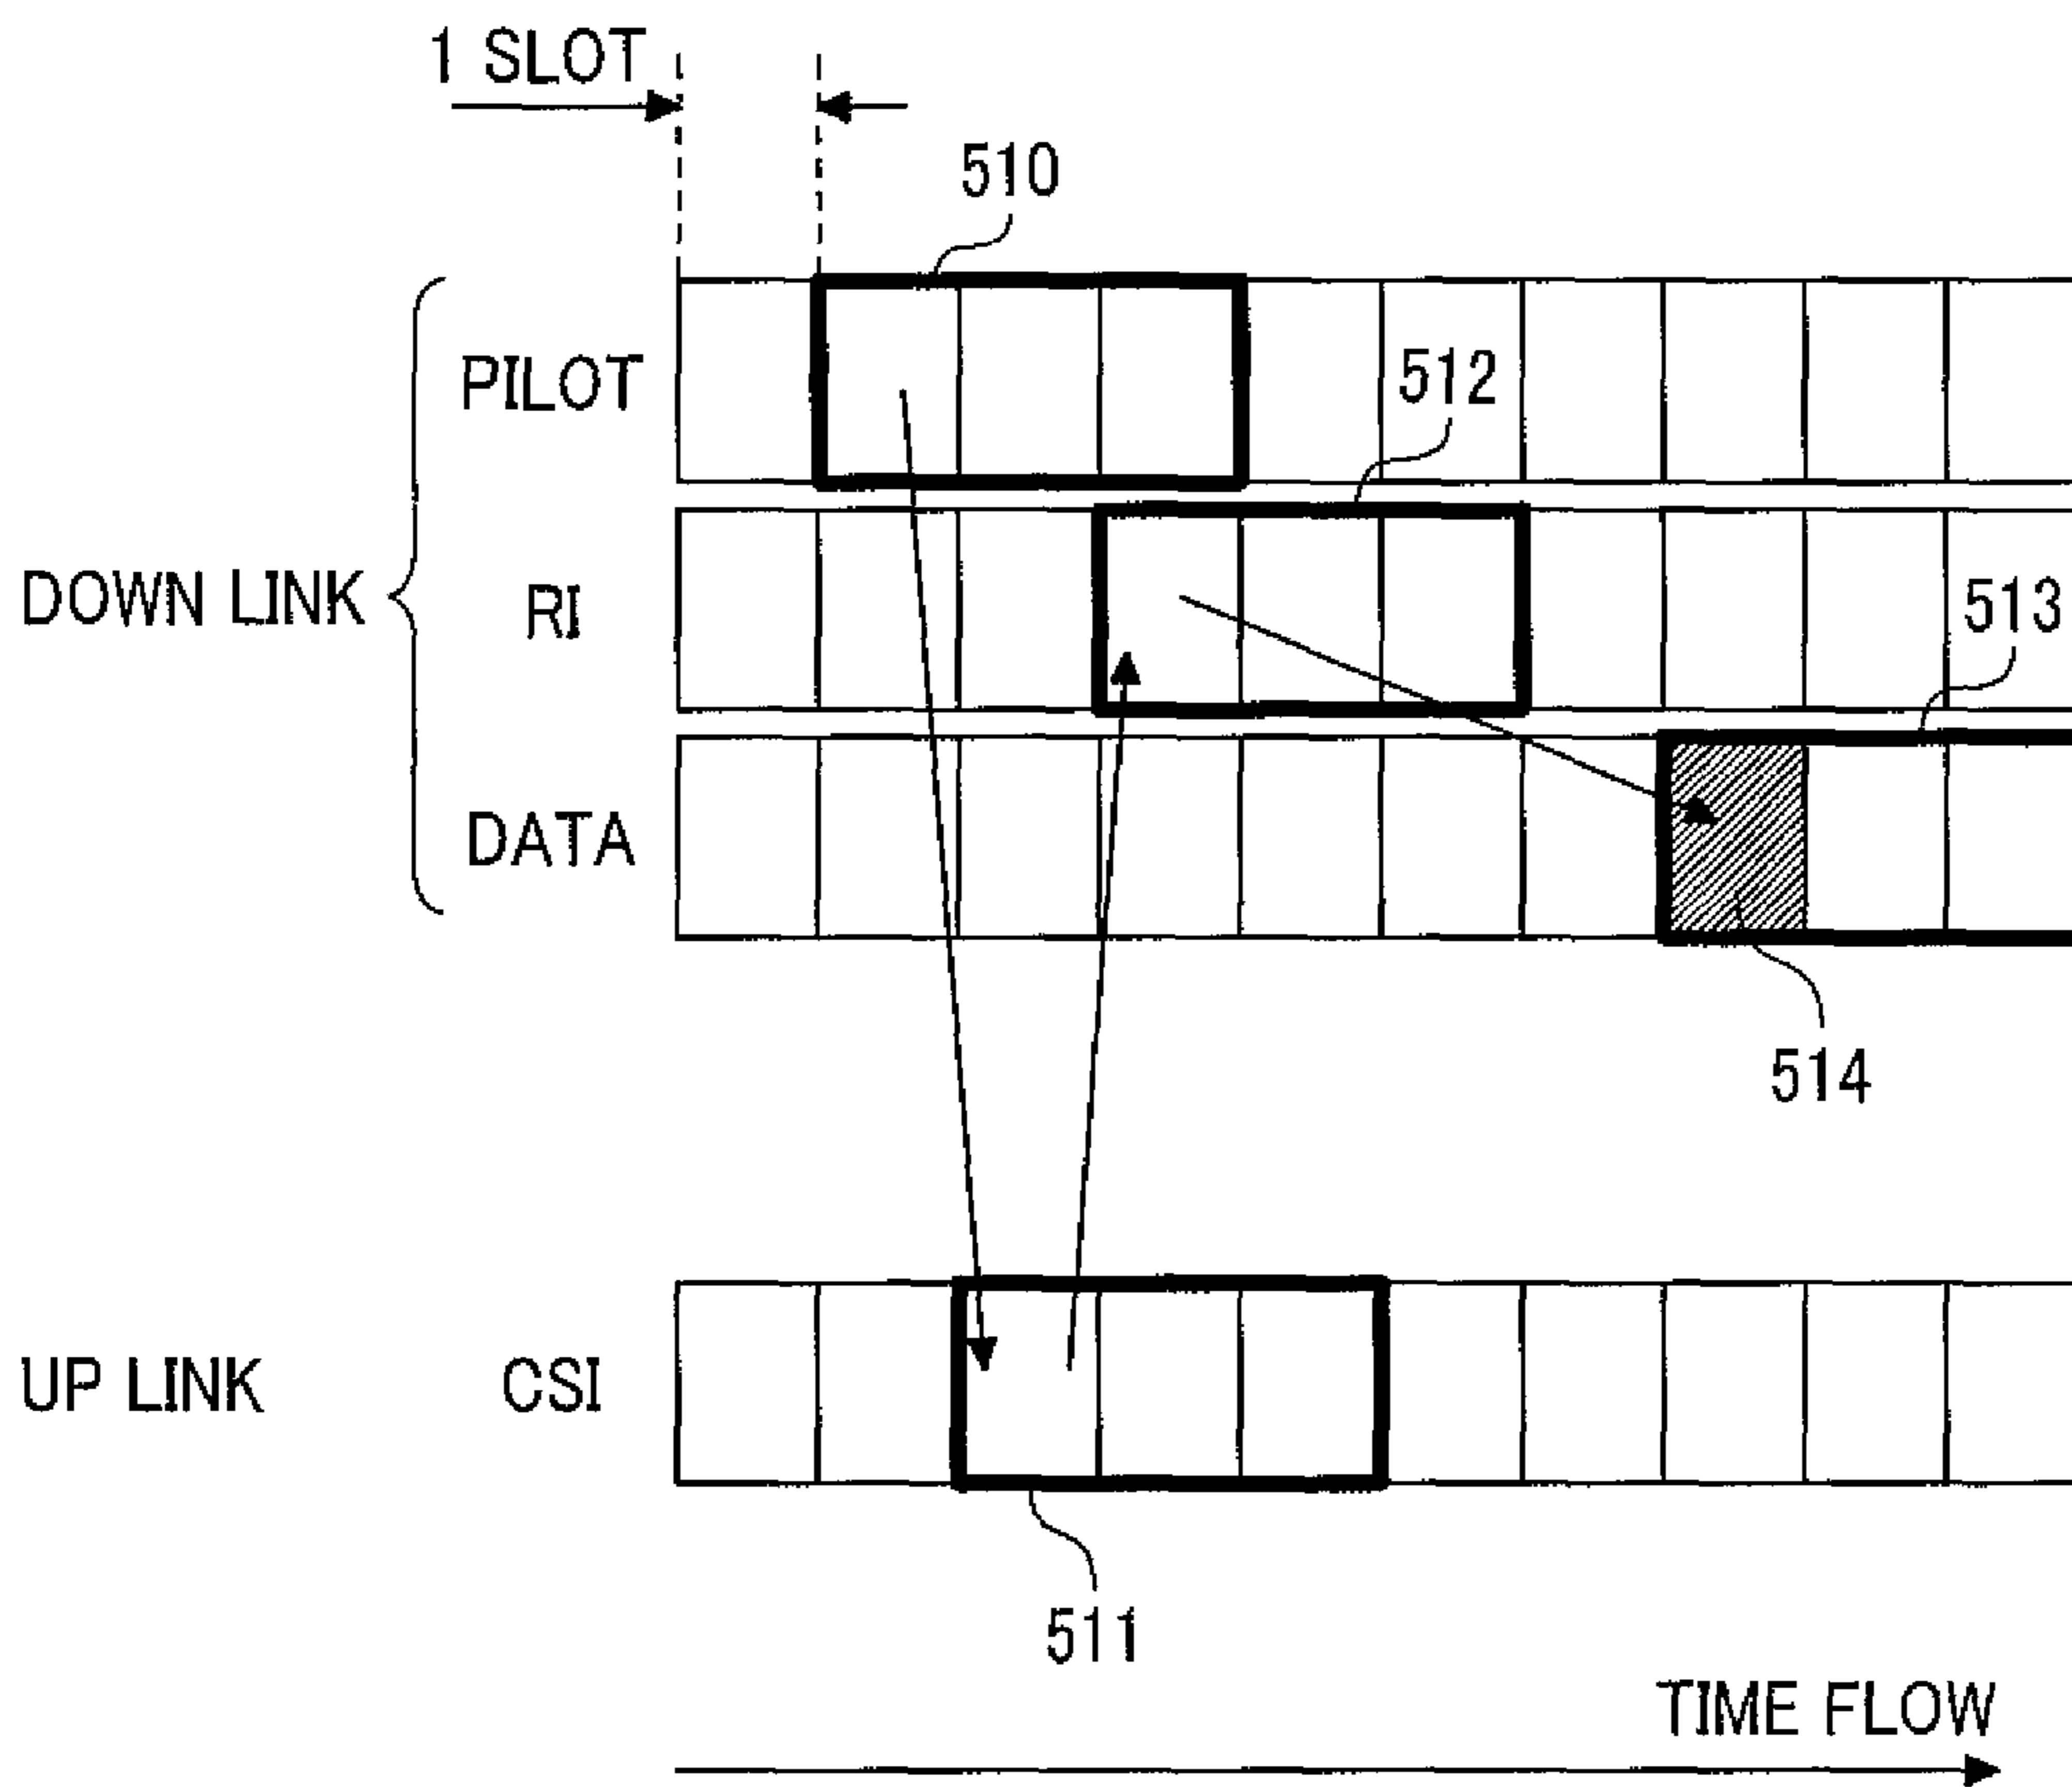 1 SLOT
510
PILOT
512
DOWN LINK
RI
513
DATA
514
UP LINK
CSI
511
TIME FLOW